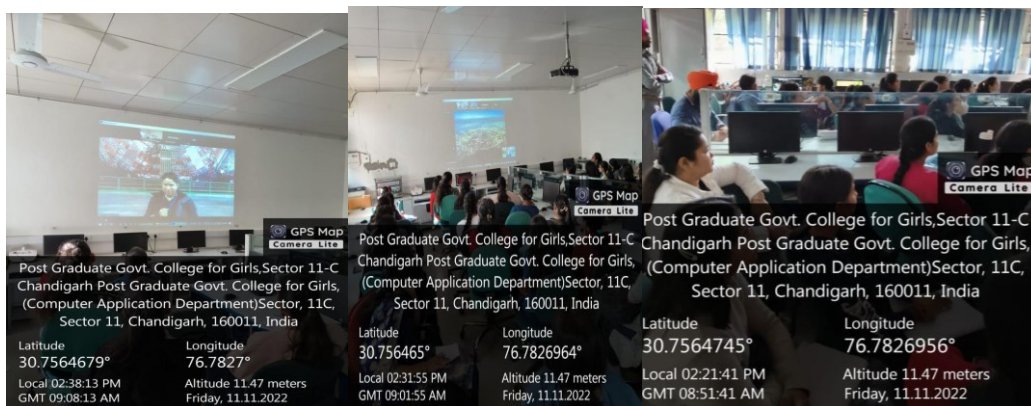 GPS Map
Camera Lite
Post Graduate Govt. College for Girls,Sector 11-C
Chandigarh Post Graduate Govt. College for Girls,
(Computer Application Department)Sector, 11C,
Sector 11, Chandigarh, 160011, India
Latitude
30.7564679°
Longitude
76.7827°
Local 02:38:13 PM
GMT 09:08:13 AM
Altitude 11.47 meters
Friday, 11.11.2022
GPS Map
Camera Lite
Post Graduate Govt. College for Girls,Sector 11-C
Chandigarh Post Graduate Govt. College for Girls,
(Computer Application Department)Sector, 11C,
Sector 11, Chandigarh, 160011, India
Latitude
30.756465°
Longitude
76.7826964°
Local 02:31:55 PM
GMT 09:01:55 AM
Altitude 11.47 meters
Friday, 11.11.2022
GPS Map
Camera Lite
Post Graduate Govt. College for Girls,Sector 11-C
Chandigarh Post Graduate Govt. College for Girls,
(Computer Application Department)Sector, 11C,
Sector 11, Chandigarh, 160011, India
Latitude
30.7564745°
Longitude
76.7826956°
Local 02:21:41 PM
GMT 08:51:41 AM
Altitude 11.47 meters
Friday, 11.11.2022